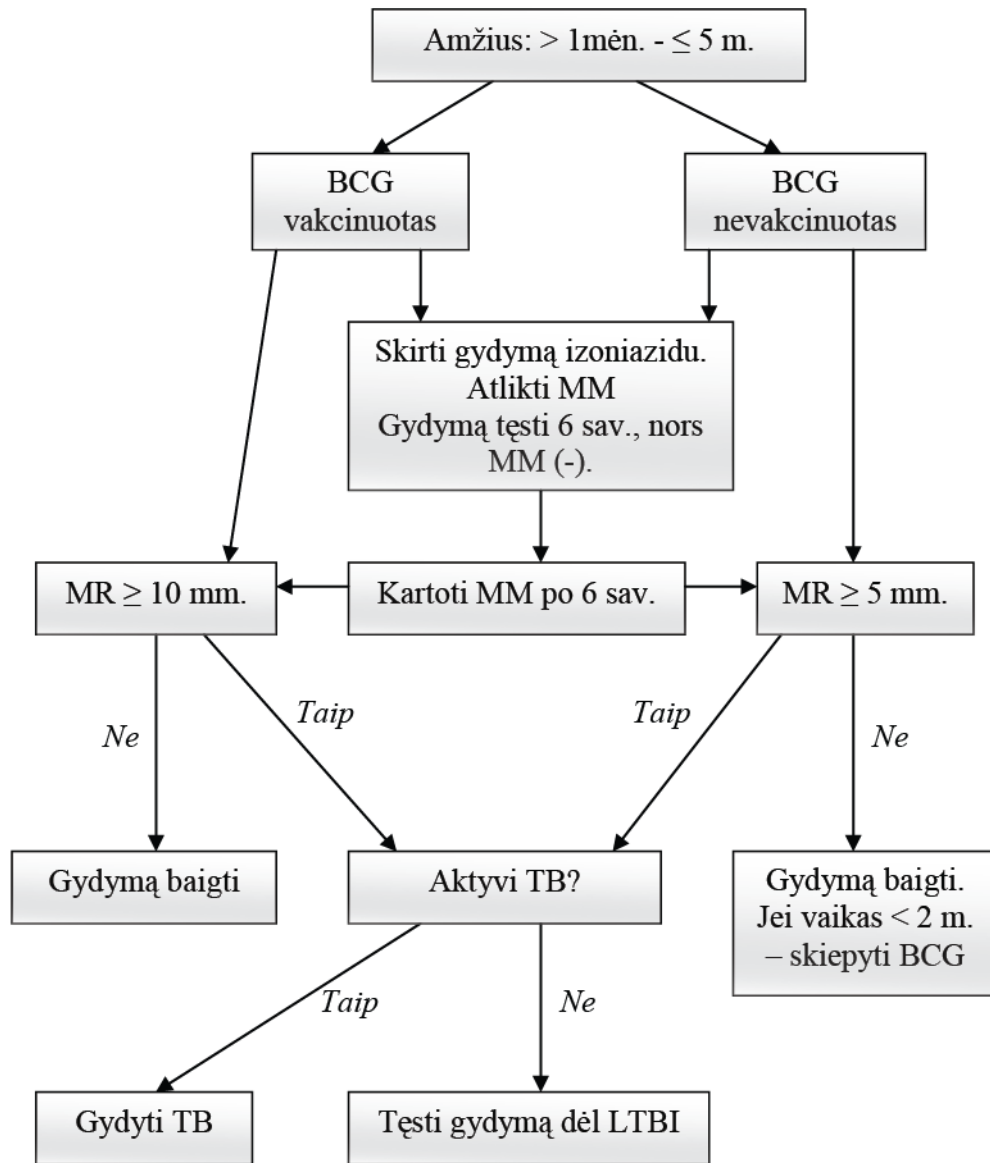 Amžius: > 1mėn. - ≤ 5 m.
BCG
vakcinuotas
BCG
nevakcinuotas
Skirti gydymą izoniazidu.
Atlikti MM
Gydymą tęsti 6 sav., nors
MM (-).
MR ≥ 10 mm.
Kartoti MM po 6 sav.
MR ≥ 5 mm.
Ne
Taip
Taip
Ne
Gydymą baigti
Aktyvi TB?
Gydymą baigti.
Jei vaikas < 2 m.
– skiepyti BCG
Taip
Ne
Gydyti TB
Tęsti gydymą dėl LTBI